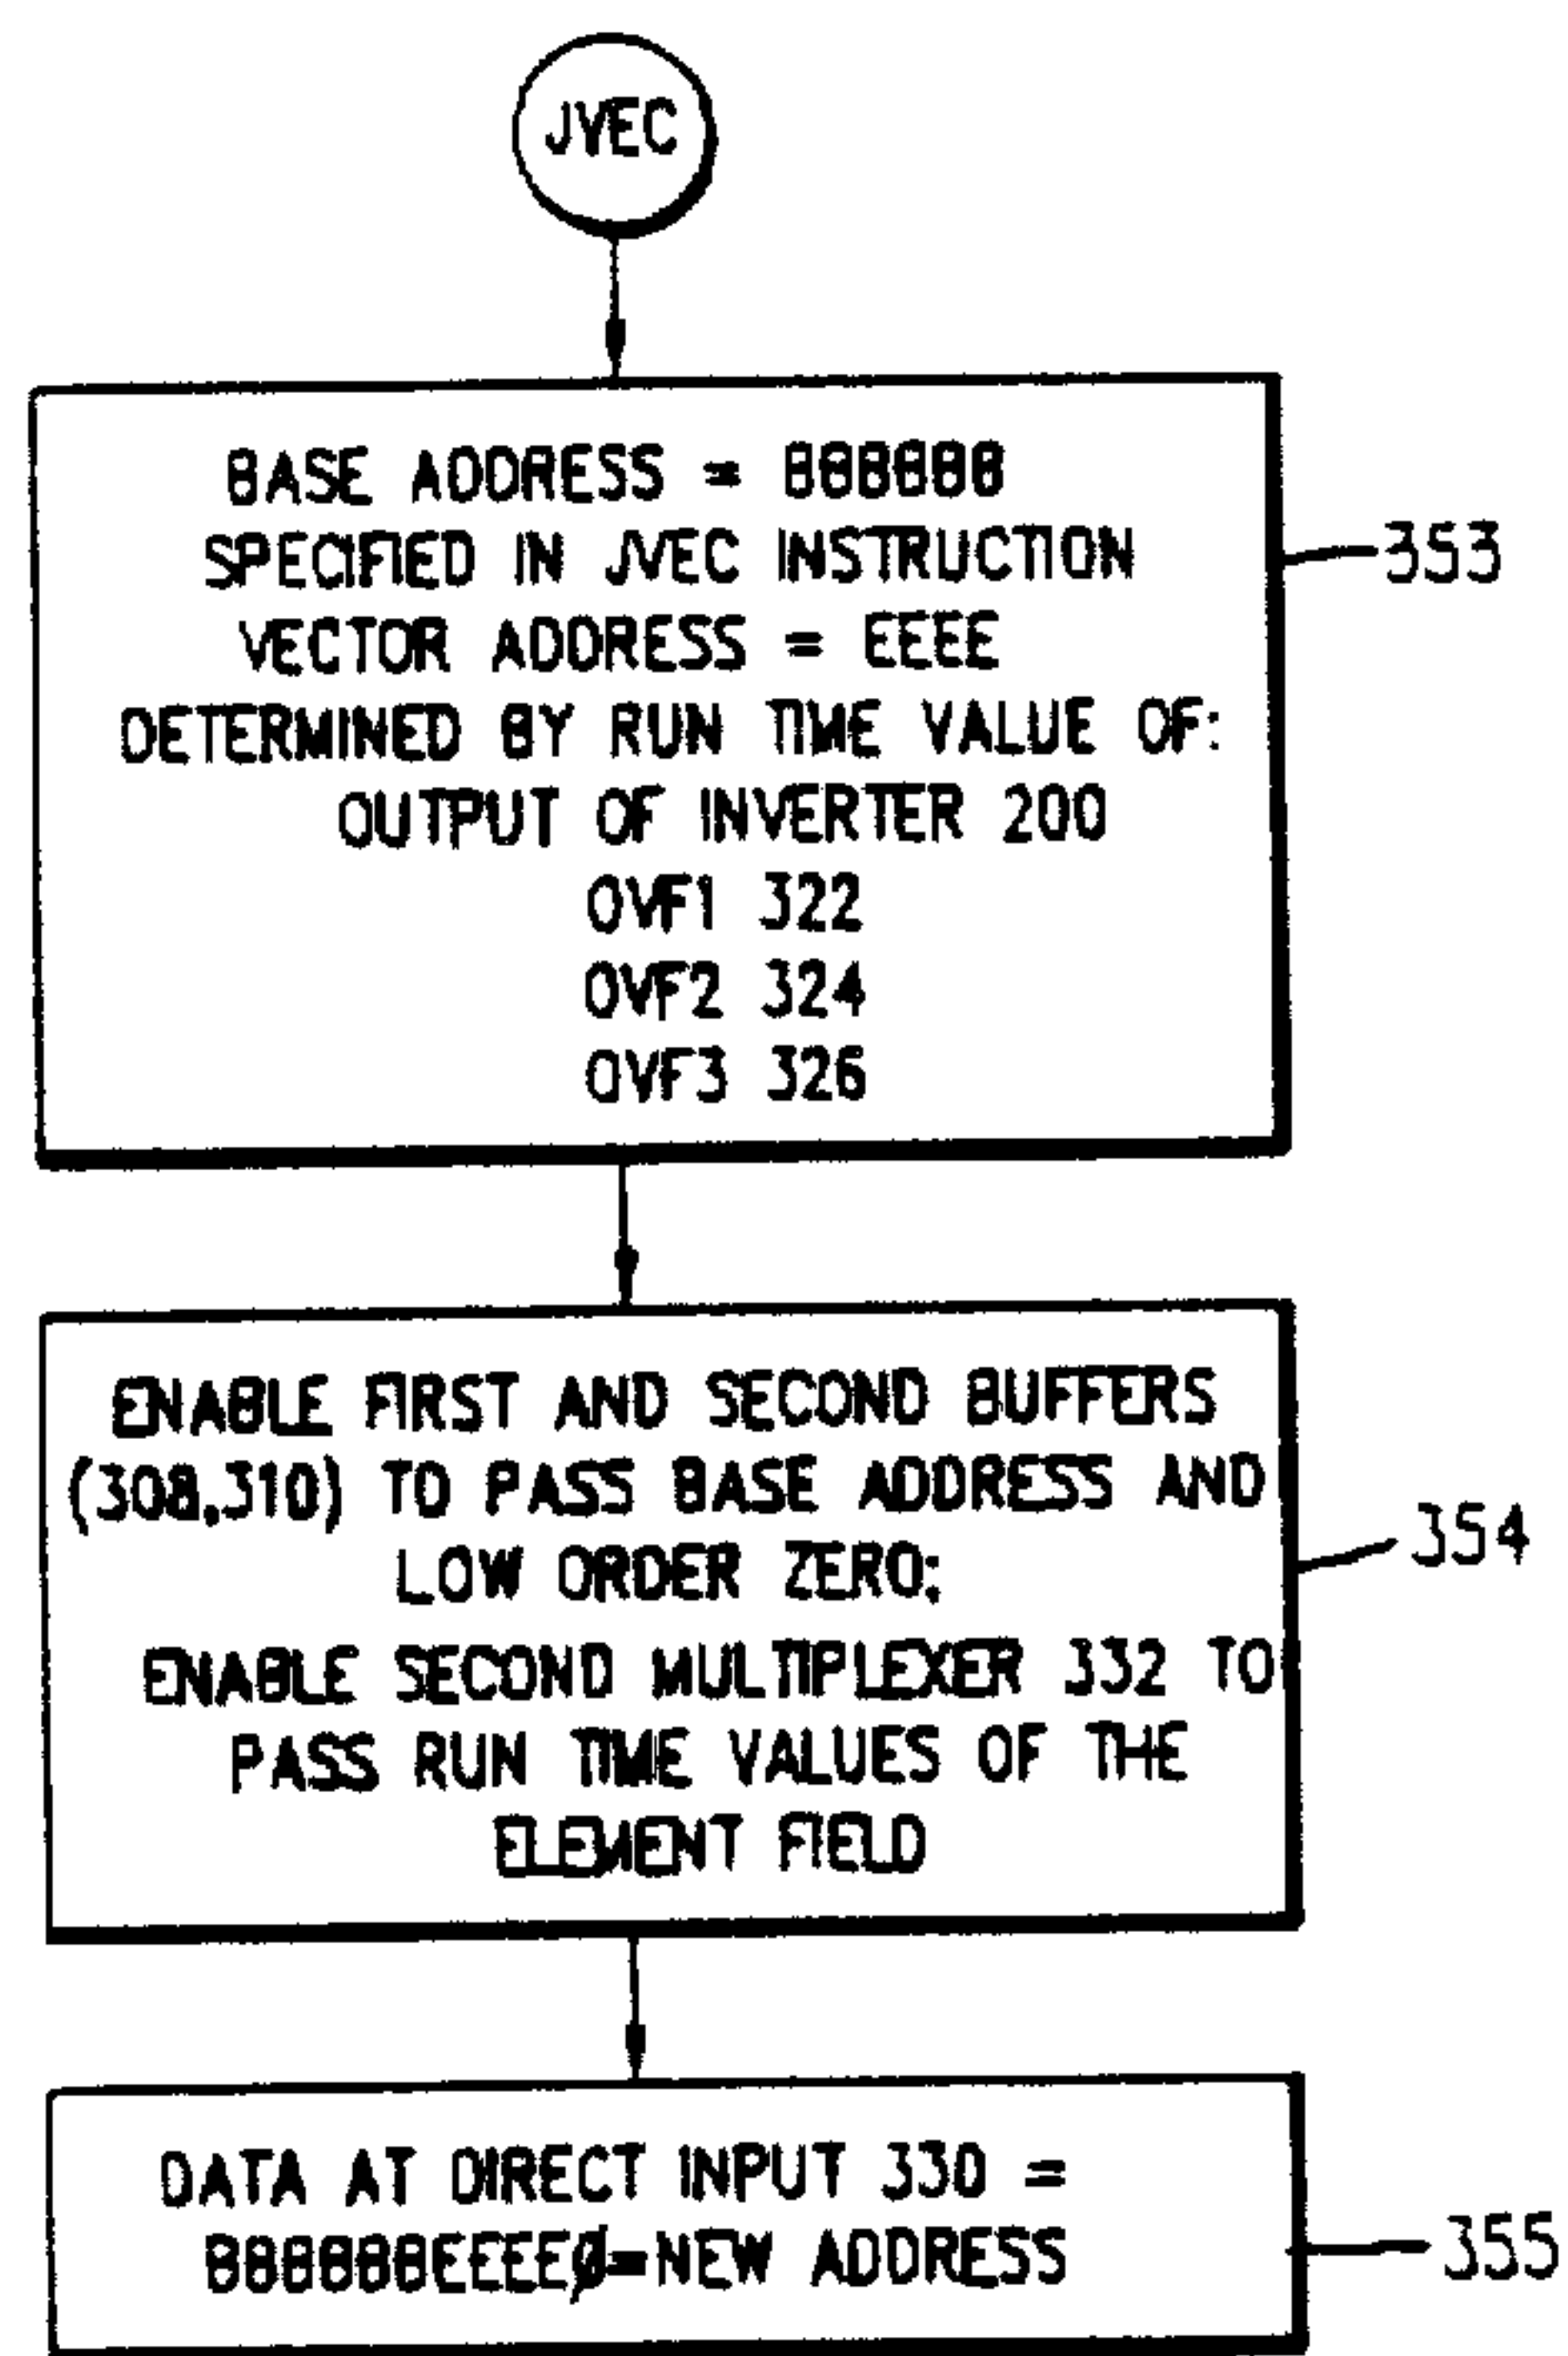 JVEC
BASE ADDRESS = BBBBBB
SPECIFIED IN JVEC INSTRUCTION
VECTOR ADDRESS = EEEE
DETERMINED BY RUN TIME VALUE OF:
OUTPUT OF INVERTER 200
OVF1 322
OVF2 324
OVF3 326
353
ENABLE FIRST AND SECOND BUFFERS
(308,310) TO PASS BASE ADDRESS AND
LOW ORDER ZERO;
ENABLE SECOND MULTIPLEXER 332 TO
PASS RUN TIME VALUES OF THE
ELEMENT FIELD
354
DATA AT DIRECT INPUT 330 =
BBBBBBEEEEØ=NEW ADDRESS
355